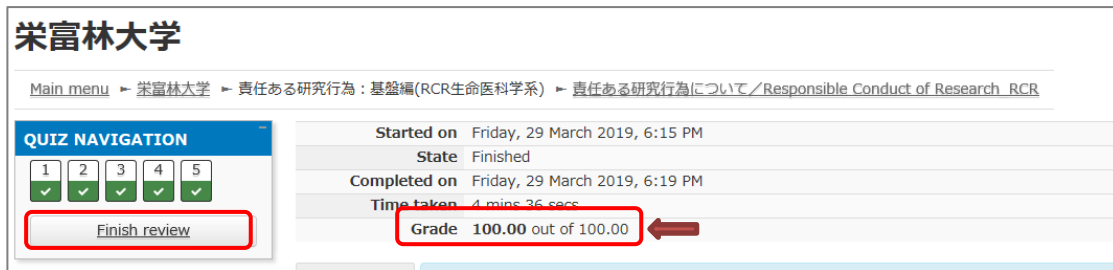 栄富林大学
Main menu ► 栄富林大学 ► 責任ある研究行為：基盤編(RCR生命医科学系) ► 責任ある研究行為について／Responsible Conduct of Research RCR
QUIZ NAVIGATION
1 2 3 4 5
Finish review
Started on Friday, 29 March 2019, 6:15 PM
State Finished
Completed on Friday, 29 March 2019, 6:19 PM
Time taken 4 mins 36 secs
Grade 100.00 out of 100.00